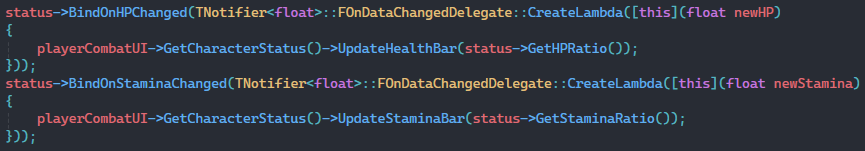 status->BindOnHPChanged(TNotifier<float>::FOnDataChangedDelegate::CreateLambda([this](float newHP)
{
    playerCombatUI->GetCharacterStatus()->UpdateHealthBar(status->GetHPRatio());
}));
status->BindOnStaminaChanged(TNotifier<float>::FOnDataChangedDelegate::CreateLambda([this](float newStamina)
{
    playerCombatUI->GetCharacterStatus()->UpdateStaminaBar(status->GetStaminaRatio());
}));